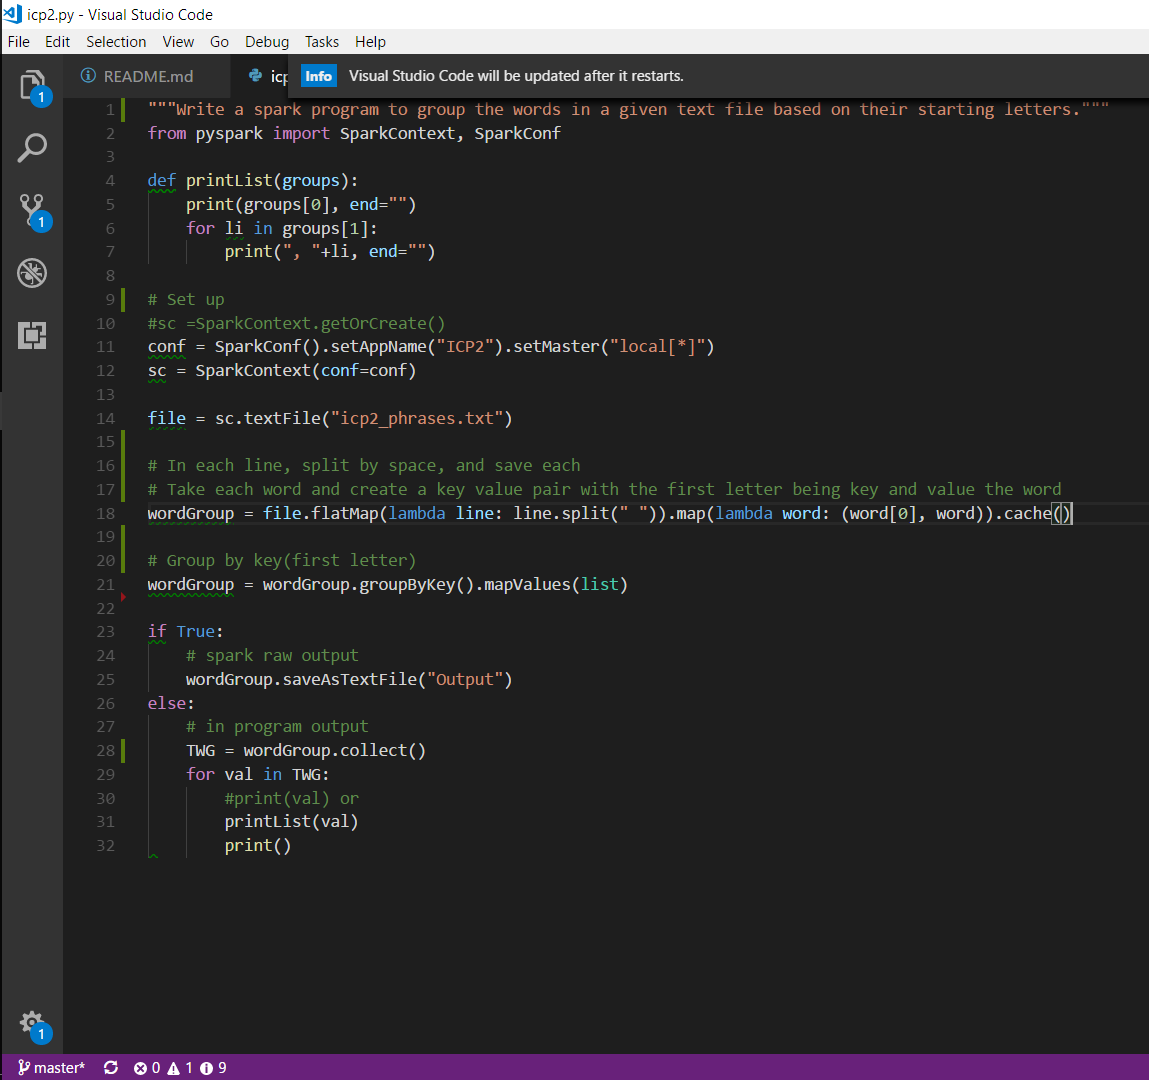 icp2.py - Visual Studio Code
File Edit Selection View Go Debug Tasks Help
README.md icp Info Visual Studio Code will be updated after it restarts.
1 """Write a spark program to group the words in a given text file based on their starting letters."""
2 from pyspark import SparkContext, SparkConf
3
4 def printList(groups):
5     print(groups[0], end="")
6     for li in groups[1]:
7         print(", "+li, end="")
8
9 # Set up
10 #sc =SparkContext.getOrCreate()
11 conf = SparkConf().setAppName("ICP2").setMaster("local[*]")
12 sc = SparkContext(conf=conf)
13
14 file = sc.textFile("icp2_phrases.txt")
15
16 # In each line, split by space, and save each
17 # Take each word and create a key value pair with the first letter being key and value the word
18 wordGroup = file.flatMap(lambda line: line.split(" ")).map(lambda word: (word[0], word)).cache()
19
20 # Group by key(first letter)
21 wordGroup = wordGroup.groupByKey().mapValues(list)
22
23 if True:
24     # spark raw output
25     wordGroup.saveAsTextFile("Output")
26 else:
27     # in program output
28     TWG = wordGroup.collect()
29     for val in TWG:
30         #print(val) or
31         printList(val)
32         print()
1
1
1
master* 0 1 9